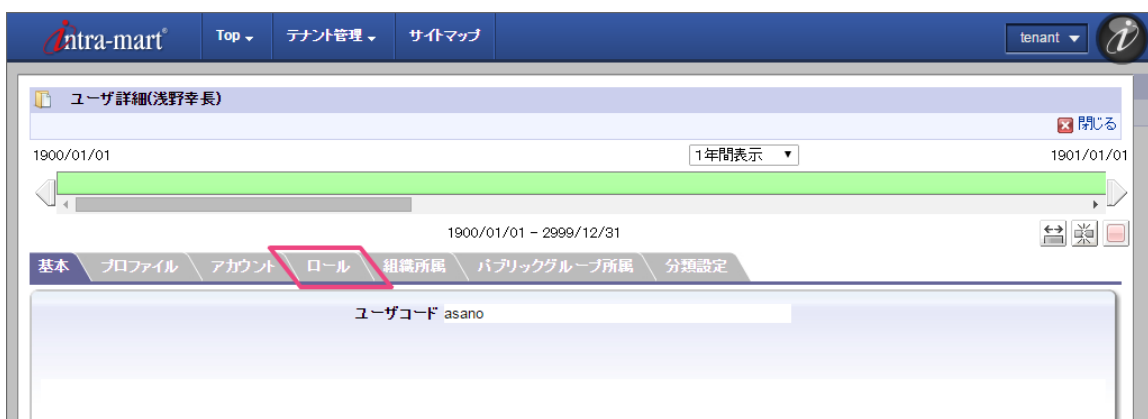 intra-mart® Top テナント管理 サイトマップ tenant
ユーザ詳細(浅野幸長)
閉じる
1900/01/01 1年間表示 1901/01/01
1900/01/01 - 2999/12/31
基本 プロファイル アカウント ロール 組織所属 パブリックグループ所属 分類設定
ユーザコード asano